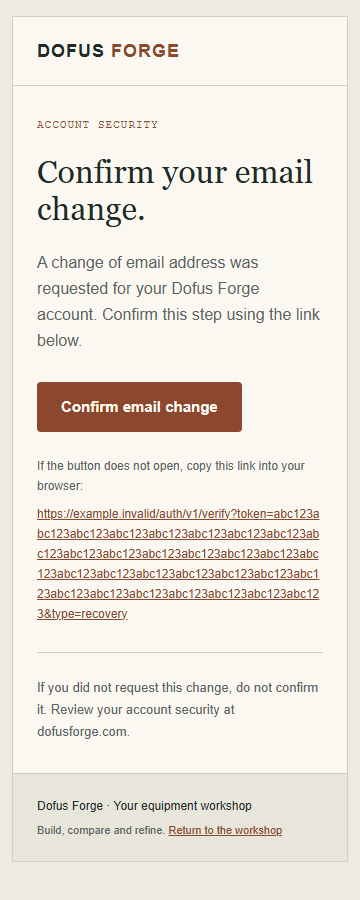 DOFUS FORGE
ACCOUNT SECURITY
Confirm your email
change.
A change of email address was
requested for your Dofus Forge
account. Confirm this step using the link
below.
Confirm email change
If the button does not open, copy this link into your
browser:
https://example.invalid/auth/v1/verify?token=abc123a
bc123abc123abc123abc123abc123abc123abc123ab
c123abc123abc123abc123abc123abc123abc123abc
123abc123abc123abc123abc123abc123abc123abc1
23abc123abc123abc123abc123abc123abc123abc12
3&type=recovery
If you did not request this change, do not confirm
it. Review your account security at
dofusforge.com.
Dofus Forge · Your equipment workshop
Build, compare and refine. Return to the workshop